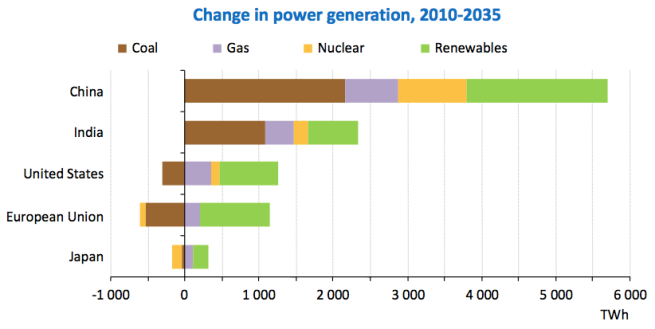 Change in power generation, 2010-2035
Coal Gas Nuclear Renewables
China
India
United States
European Union
Japan
-1 000 0 1 000 2 000 3 000 4 000 5 000 6 000
TWh